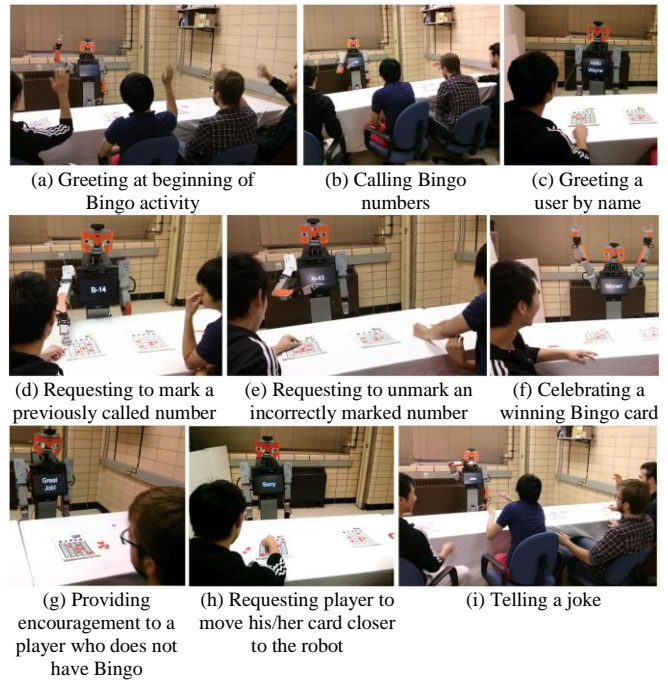 Hello
Wayne
(a) Greeting at beginning of
Bingo activity
(b) Calling Bingo
numbers
(c) Greeting a
user by name
B-14
N-43
Winner!
(d) Requesting to mark a
previously called number
(e) Requesting to unmark an
incorrectly marked number
(f) Celebrating a
winning Bingo card
Great
Job!
Sorry
(g) Providing
encouragement to a
player who does not
have Bingo
(h) Requesting player to
move his/her card closer
to the robot
(i) Telling a joke